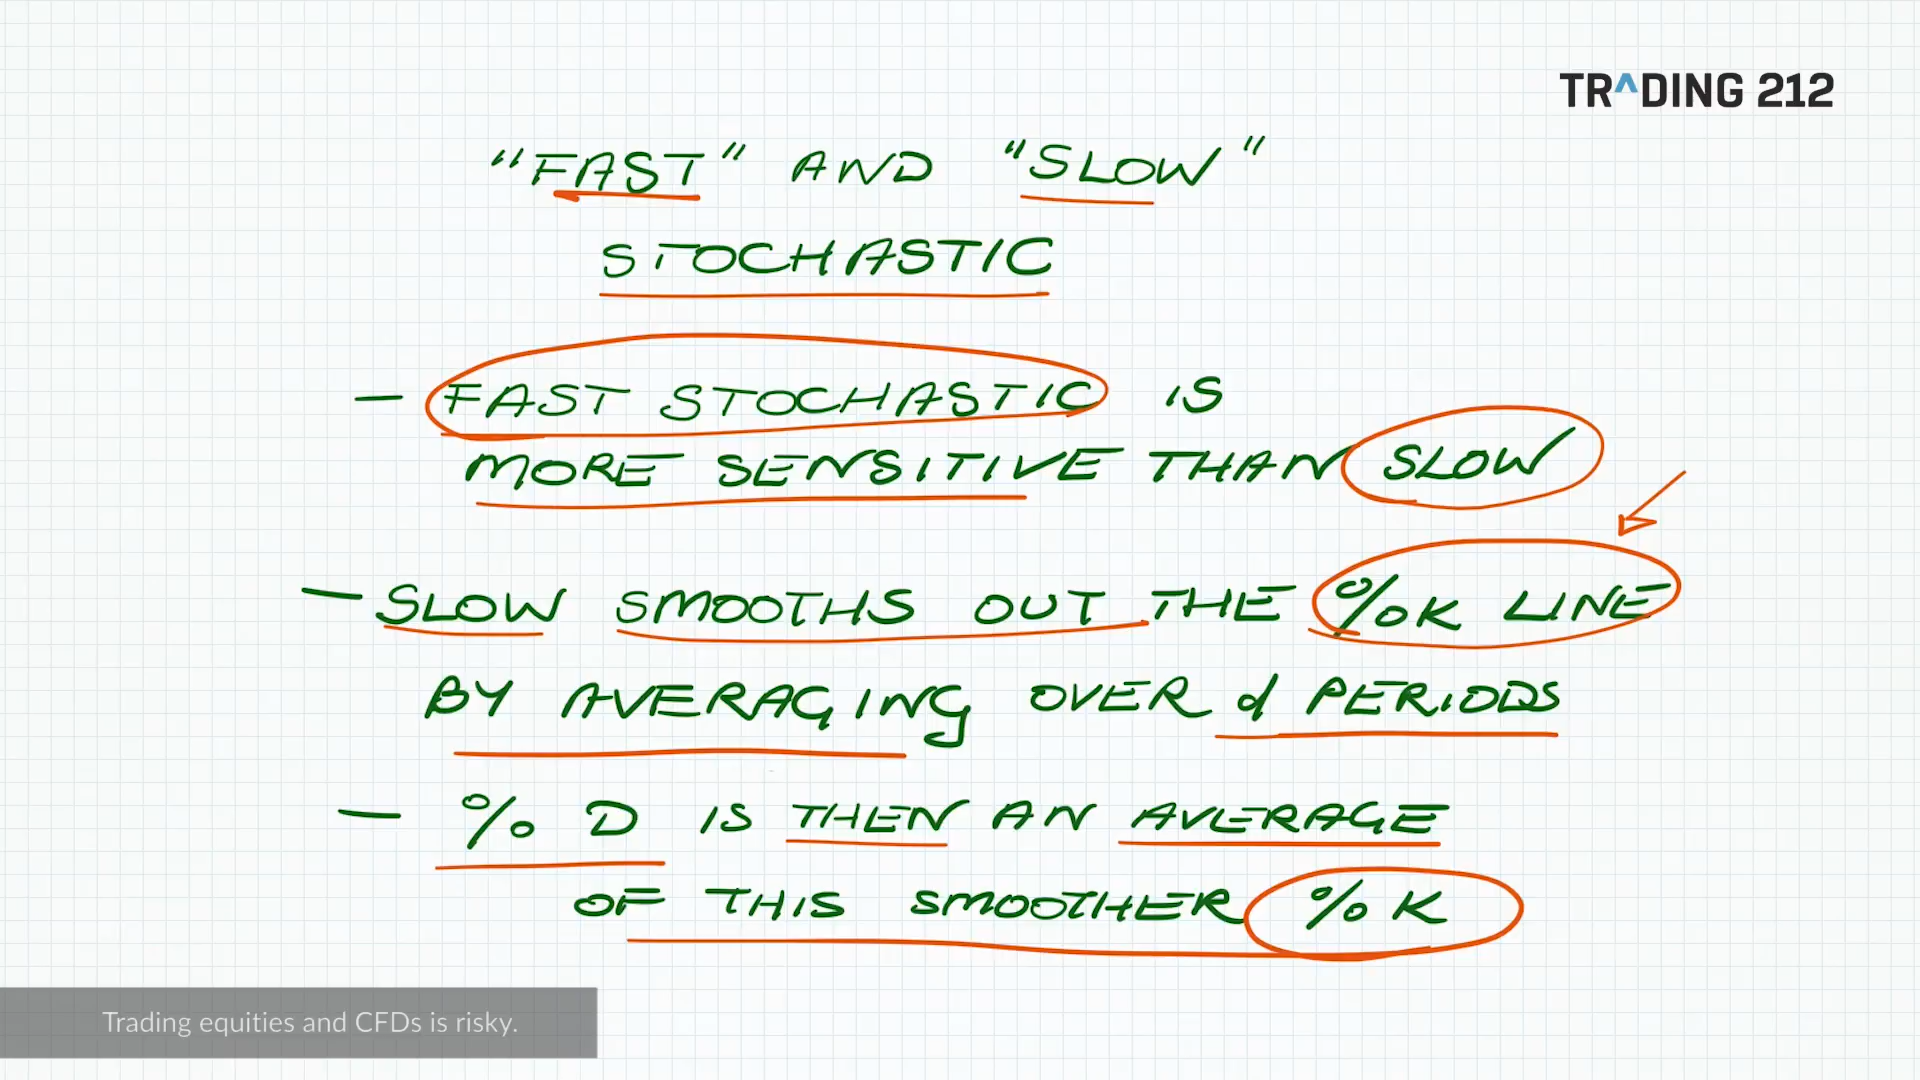 TRADING 212
"FAST" AND "SLOW"
STOCHASTIC
- FAST STOCHASTIC IS
MORE SENSITIVE THAN SLOW
- SLOW SMOOTHS OUT THE %K LINE
BY AVERAGING OVER d PERIODS
- % D IS THEN AN AVERAGE
OF THIS SMOOTHER % K
Trading equities and CFDs is risky.